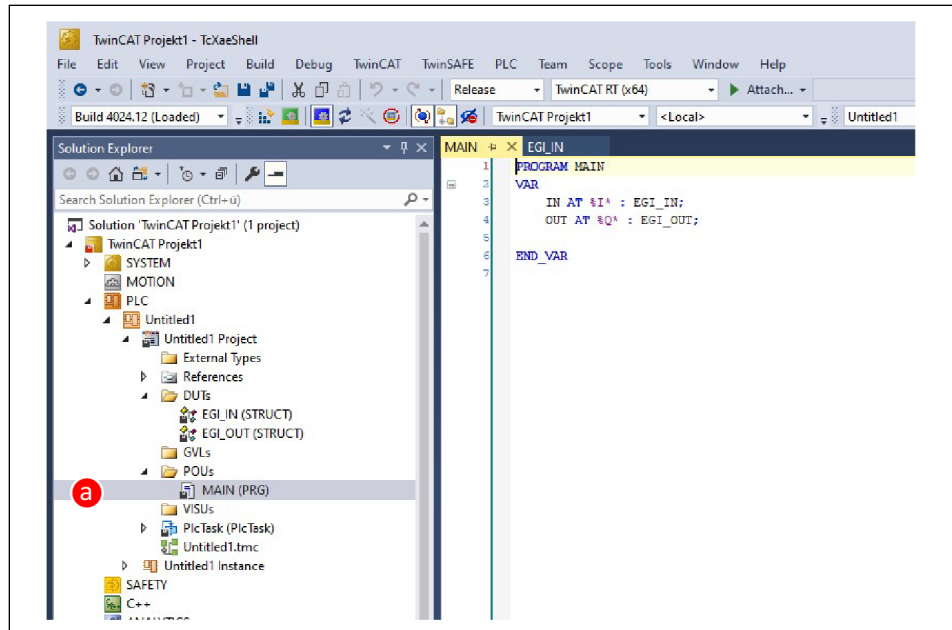 TwinCAT Projekt1 - TcXaeShell
File Edit View Project Build Debug TwinCAT TwinSAFE PLC Team Scope Tools Window Help
Release TwinCAT RT (x64) Attach...
Build 4024.12 (Loaded) TwinCAT Projekt1 <Local> Untitled1
Solution Explorer
Search Solution Explorer (Ctrl+ü)
Solution 'TwinCAT Projekt1' (1 project)
TwinCAT Projekt1
SYSTEM
MOTION
PLC
Untitled1
Untitled1 Project
External Types
References
DUTs
EGI_IN (STRUCT)
EGI_OUT (STRUCT)
GVLs
POUs
a MAIN (PRG)
VISUs
PlcTask (PlcTask)
Untitled1.tmc
Untitled1 Instance
SAFETY
C++
MAIN EGI_IN
1 PROGRAM MAIN
2 VAR
3 IN AT %I* : EGI_IN;
4 OUT AT %Q* : EGI_OUT;
5
6 END_VAR
7